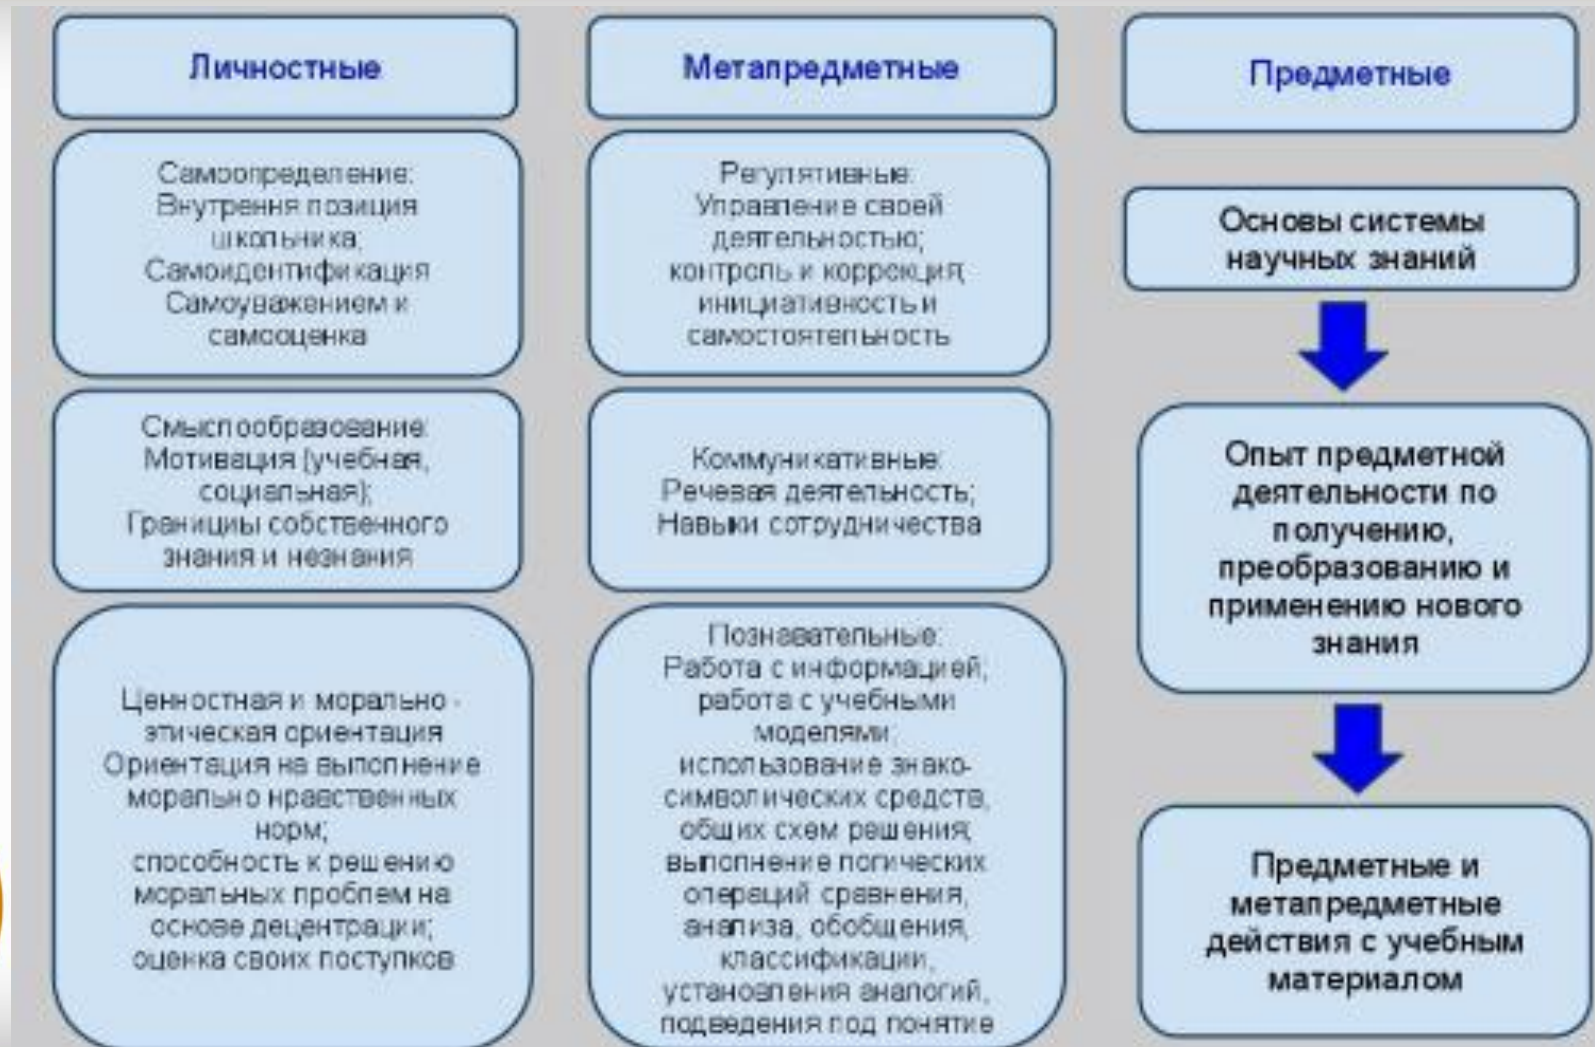 Личностные
Самоопределение:
Внутрення позиция
школьника;
Самоидентификация
Самоуважением и
самооценка
Смыслообразование:
Мотивация (учебная,
социальная);
Границиы собственного
знания и незнания
Ценностная и морально -
этическая ориентация
Ориентация на выполнение
морально нравственных
норм;
способность к решению
моральных проблем на
основе децентрации;
оценка своих поступков
Метапредметные
Регулятивные:
Управление своей
деятельностью;
контроль и коррекция;
инициативность и
самостоятельность
Коммуникативные:
Речевая деятельность;
Навыки сотрудничества
Познавательные:
Работа с информацией;
работа с учебными
моделями;
использование знако-
символических средств,
общих схем решения;
выполнение логических
операций сравнения,
анализа, обобщения,
классификации,
установления аналогий,
подведения под понятие
Предметные
Основы системы
научных знаний
Опыт предметной
деятельности по
получению,
преобразованию и
применению нового
знания
Предметные и
метапредметные
действия с учебным
материалом